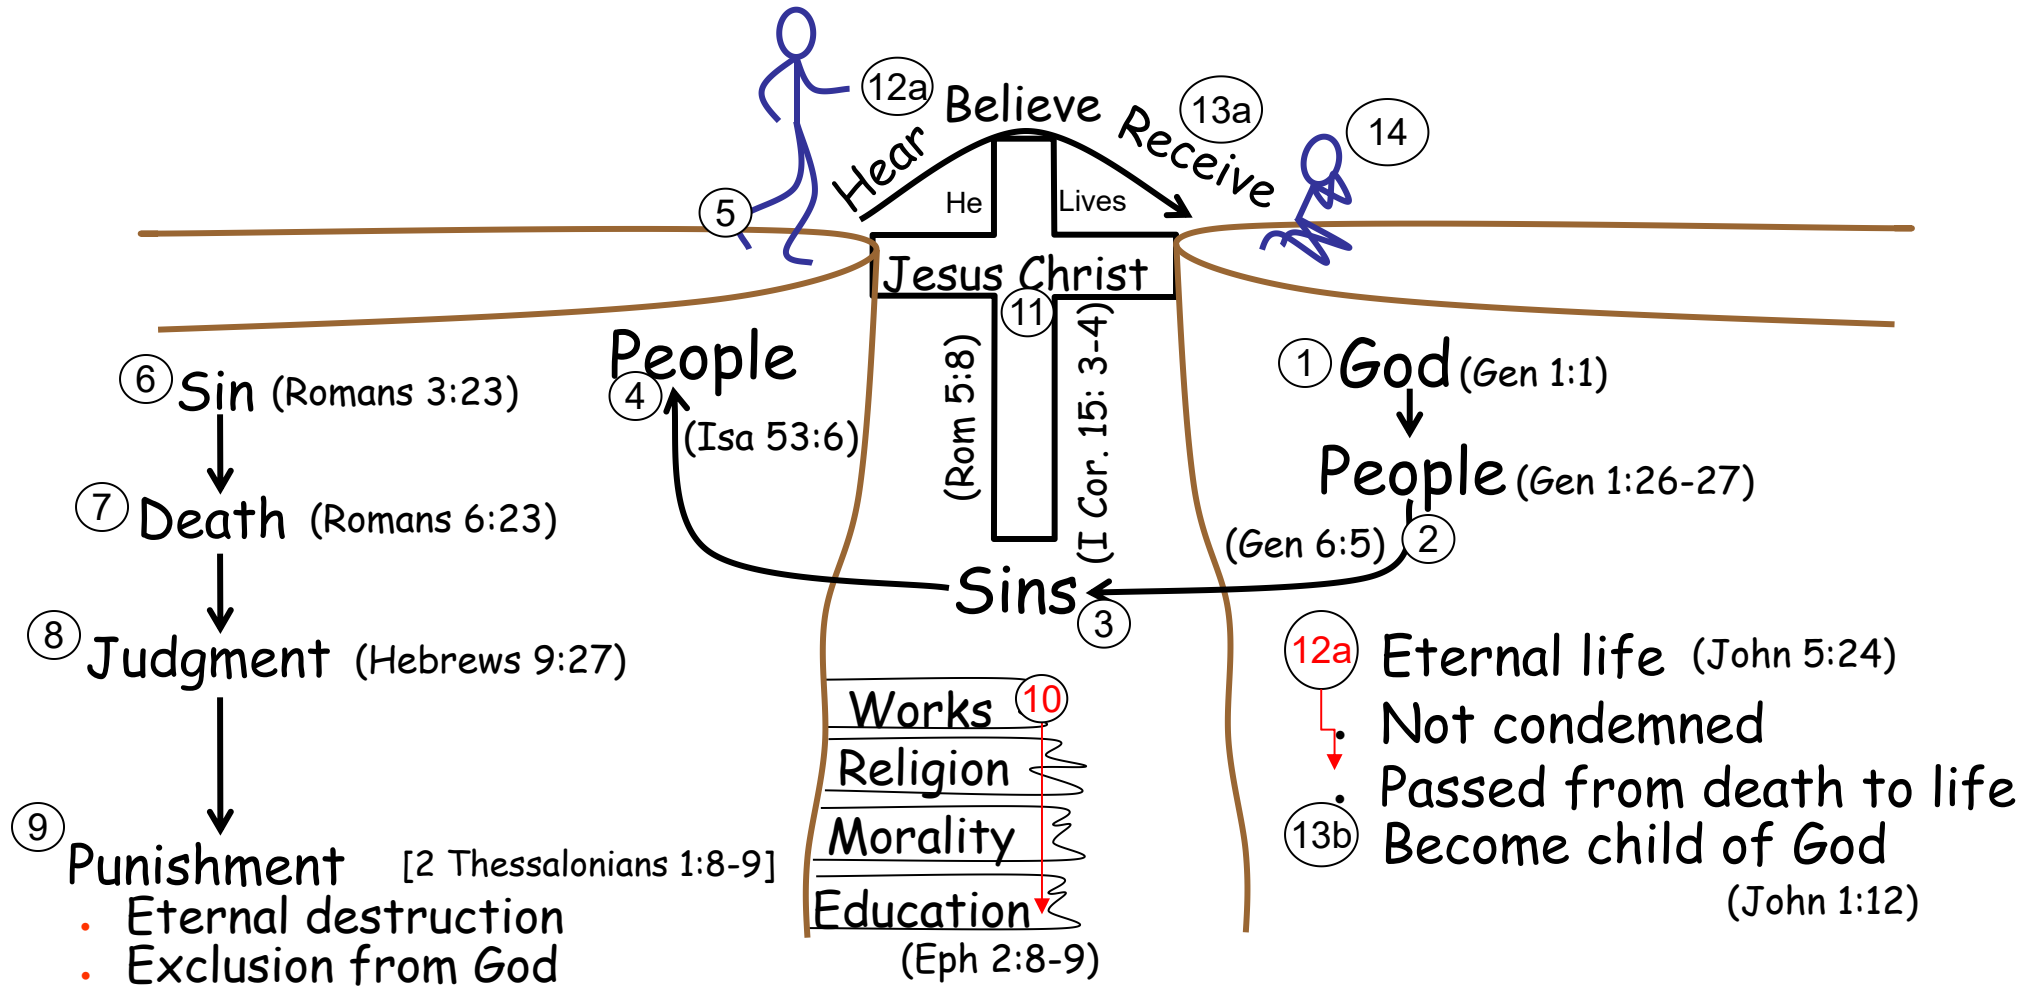 12a
Hear
Believe
Receive
13a
14
5
He
Lives
Jesus Christ
11
(Rom 5:8)
(I Cor. 15: 3-4)
People
4
(Isa 53:6)
6 Sin (Romans 3:23)
7 Death (Romans 6:23)
8 Judgment (Hebrews 9:27)
9
Punishment [2 Thessalonians 1:8-9]
• Eternal destruction
• Exclusion from God
1 God (Gen 1:1)
People (Gen 1:26-27)
(Gen 6:5) 2
Sins
3
Works 10
Religion
Morality
Education
(Eph 2:8-9)
12a Eternal life (John 5:24)
• Not condemned
• Passed from death to life
13b Become child of God
(John 1:12)